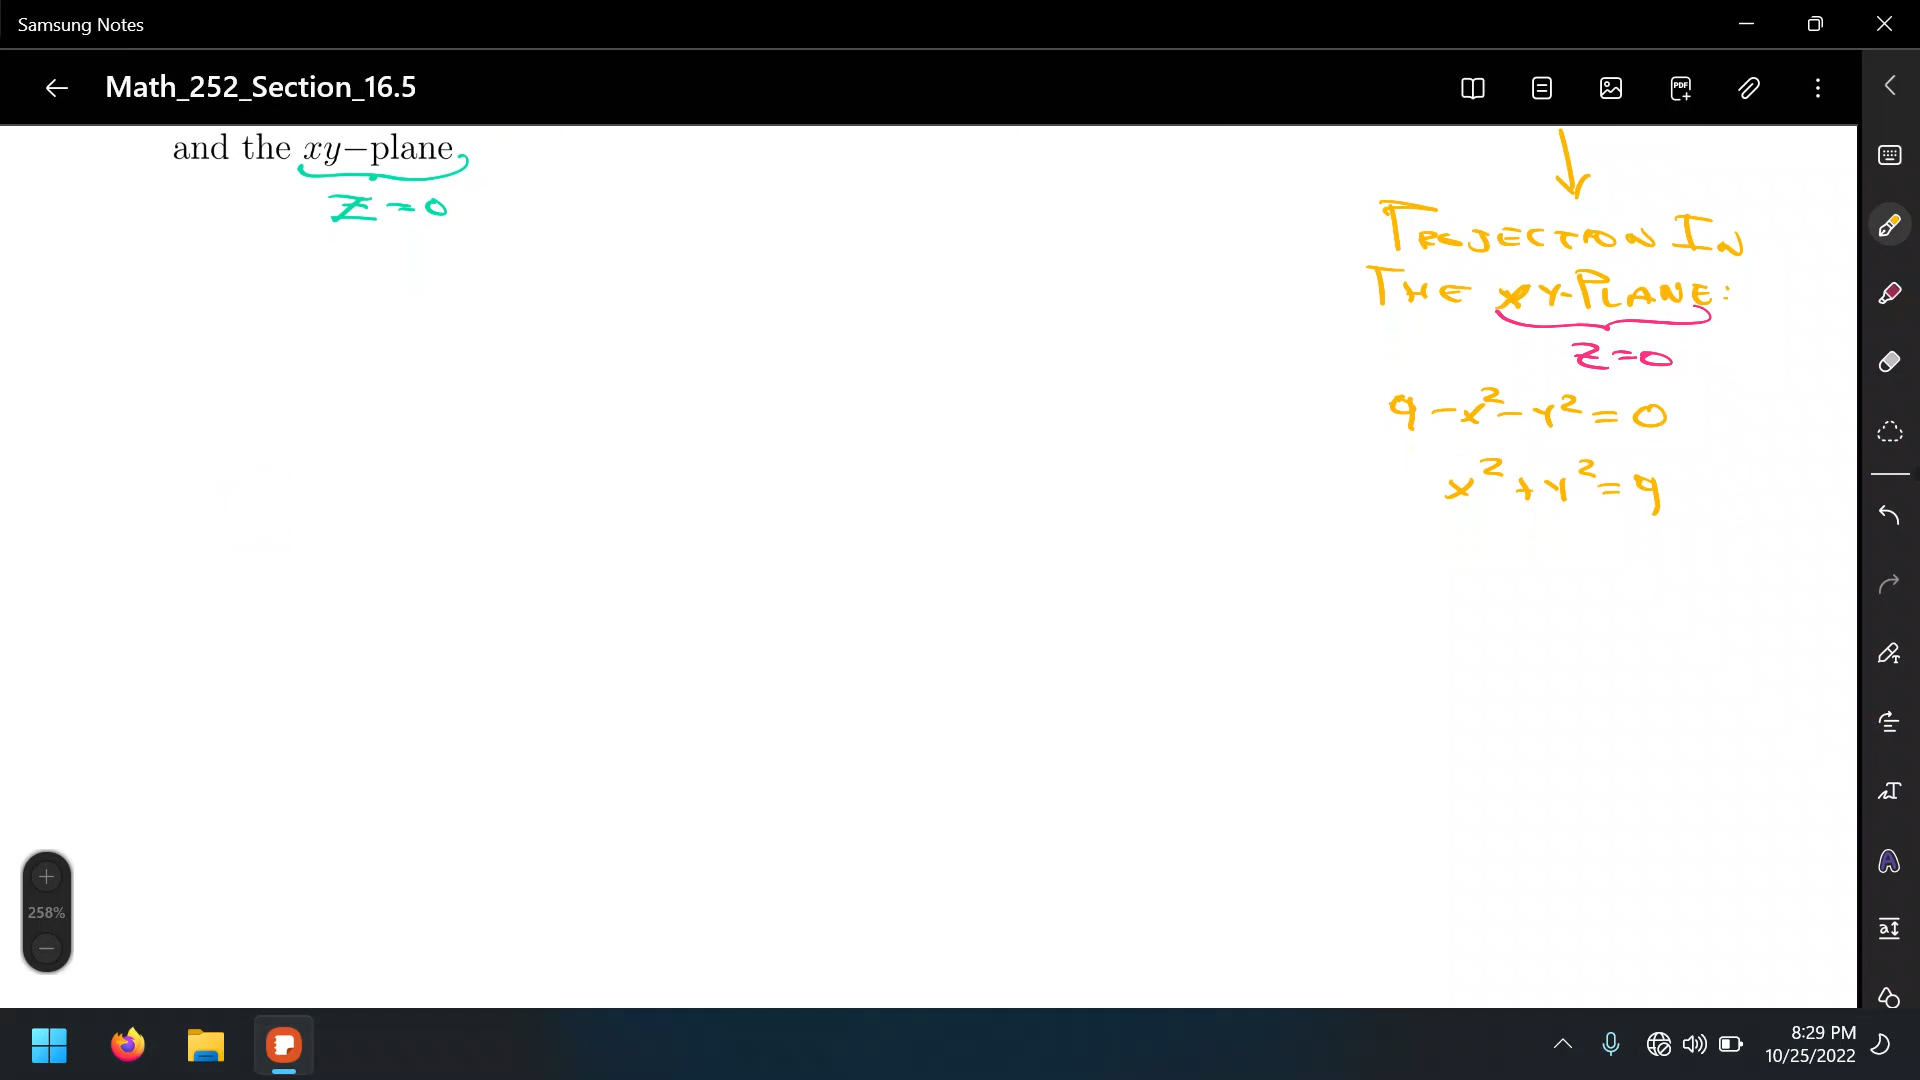 Samsung Notes
Math_252_Section_16.5
and the xy−plane
Z = 0
PROJECTION IN
THE XY-PLANE:
Z = 0
9 - x² - y² = 0
x² + y² = 9
258%
8:29 PM
10/25/2022